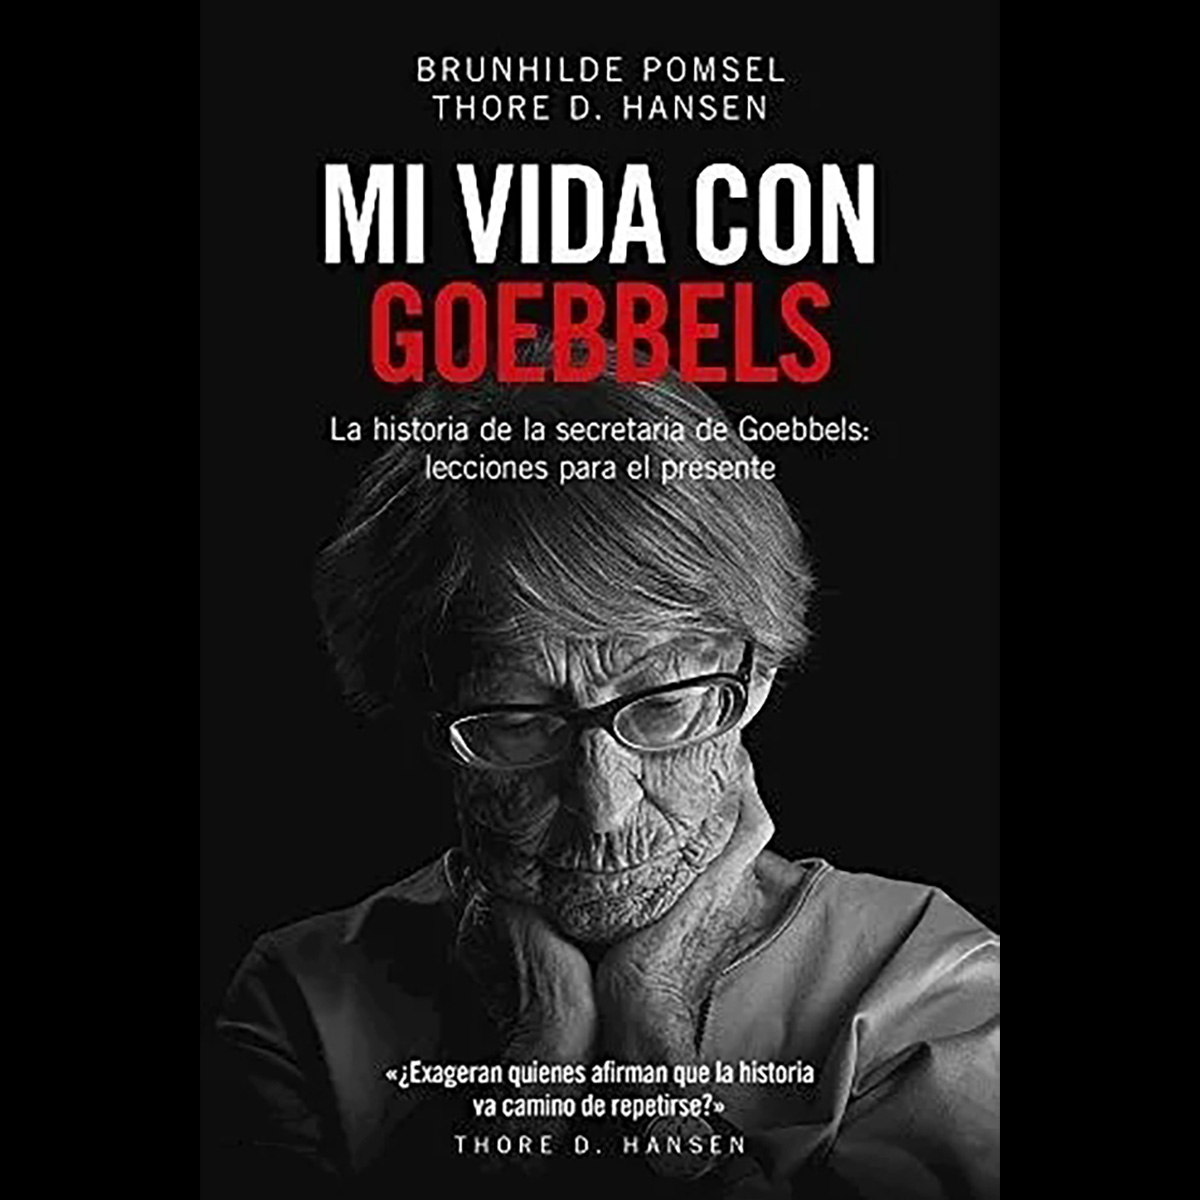 BRUNHILDE POMSEL
THORE D. HANSEN
MI VIDA CON
GOEBBELS
La historia de la secretaria de Goebbels:
lecciones para el presente
«¿Exageran quienes afirman que la historia
va camino de repetirse?»
THORE D. HANSEN